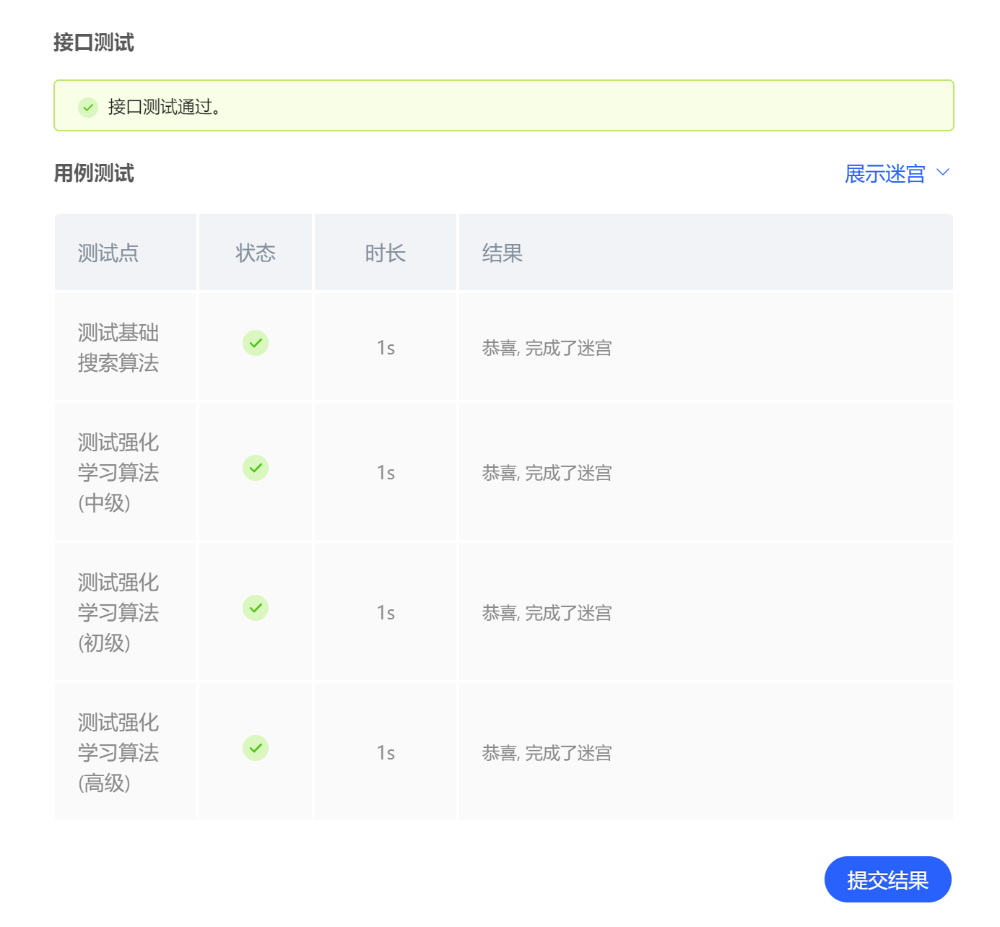 接口测试
接口测试通过。
用例测试
展示迷宫
测试点 状态 时长 结果
测试基础
搜索算法
1s
恭喜, 完成了迷宫
测试强化
学习算法
(中级)
1s
恭喜, 完成了迷宫
测试强化
学习算法
(初级)
1s
恭喜, 完成了迷宫
测试强化
学习算法
(高级)
1s
恭喜, 完成了迷宫
提交结果